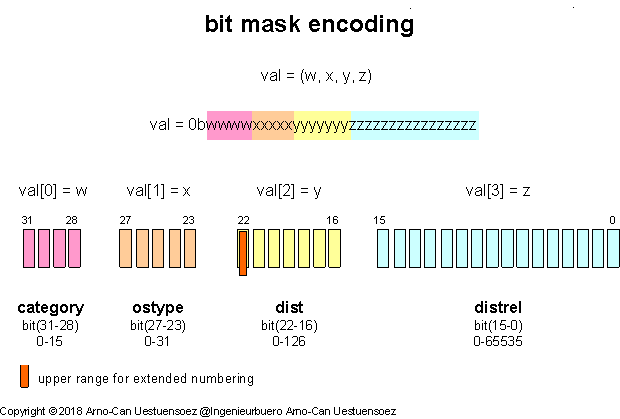 bit mask encoding
val = (w, x, y, z)
val = 0bwwwwxxxxxyyyyyyyzzzzzzzzzzzzzzzz
val[0] = w val[1] = x val[2] = y val[3] = z
31 28 27 23 22 16 15 0
category ostype dist distrel
bit(31-28) bit(27-23) bit(22-16) bit(15-0)
0-15 0-31 0-126 0-65535
upper range for extended numbering
Copyright © 2018 Arno-Can Uestuensoez @Ingenieurbuero Arno-Can Uestuensoez